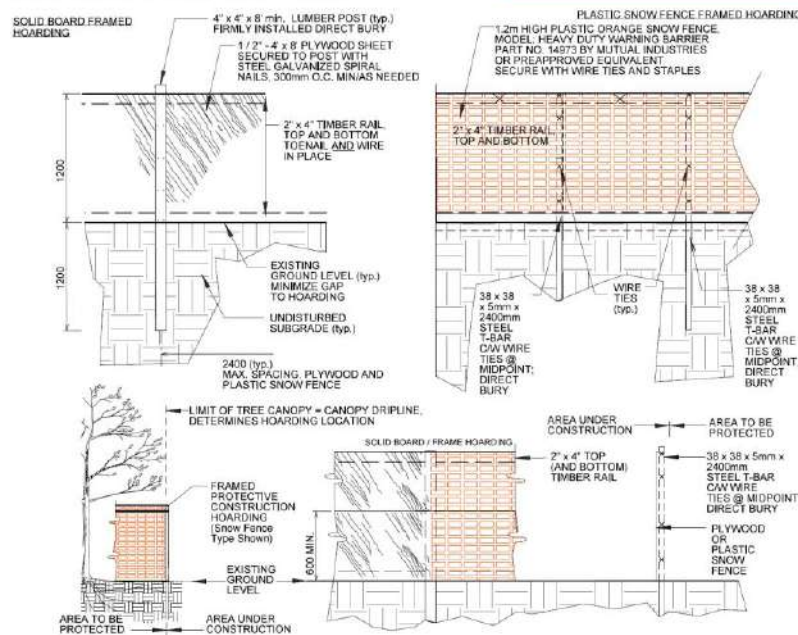 SOLID BOARD FRAMED
HOARDING
4" x 4" x 8' min, LUMBER POST (typ.)
FIRMLY INSTALLED DIRECT BURY
1 / 2" - 4' x 8' PLYWOOD SHEET
SECURED TO POST WITH
STEEL GALVANIZED SPIRAL
NAILS, 300mm O.C. MIN/AS NEEDED
2" x 4" TIMBER RAIL,
TOP AND BOTTOM
TOENAIL AND WIRE
IN PLACE
1200
1200
EXISTING
GROUND LEVEL (typ.)
MINIMIZE GAP
TO HOARDING
UNDISTURBED
SUBGRADE (typ.)
2400 (typ.)
MAX. SPACING, PLYWOOD AND
PLASTIC SNOW FENCE
PLASTIC SNOW FENCE FRAMED HOARDING
1.2m HIGH PLASTIC ORANGE SNOW FENCE,
MODEL: HEAVY DUTY WARNING BARRIER
PART NO. 14973 BY MUTUAL INDUSTRIES
OR PREAPPROVED EQUIVALENT
SECURE WITH WIRE TIES AND STAPLES
2" x 4" TIMBER RAIL,
TOP AND BOTTOM
38 x 38
x 5mm x
2400mm
STEEL
T-BAR
C/W WIRE
TIES @
MIDPOINT;
DIRECT
BURY
WIRE
TIES
(typ.)
38 x 38
x 5mm x
2400mm
STEEL
T-BAR
C/W WIRE
TIES @
MIDPOINT;
DIRECT
BURY
LIMIT OF TREE CANOPY = CANOPY DRIPLINE,
DETERMINES HOARDING LOCATION
FRAMED
PROTECTIVE
CONSTRUCTION
HOARDING
(Snow Fence
Type Shown)
EXISTING
GROUND
LEVEL
AREA TO BE
PROTECTED
AREA UNDER
CONSTRUCTION
SOLID BOARD / FRAME HOARDING
600 MIN.
2" x 4" TOP
(AND BOTTOM)
TIMBER RAIL
AREA UNDER
CONSTRUCTION
AREA TO BE
PROTECTED
38 x 38 x 5mm x
2400mm
STEEL T-BAR
C/W WIRE
TIES @ MIDPOINT
DIRECT BURY
PLYWOOD
OR
PLASTIC
SNOW
FENCE